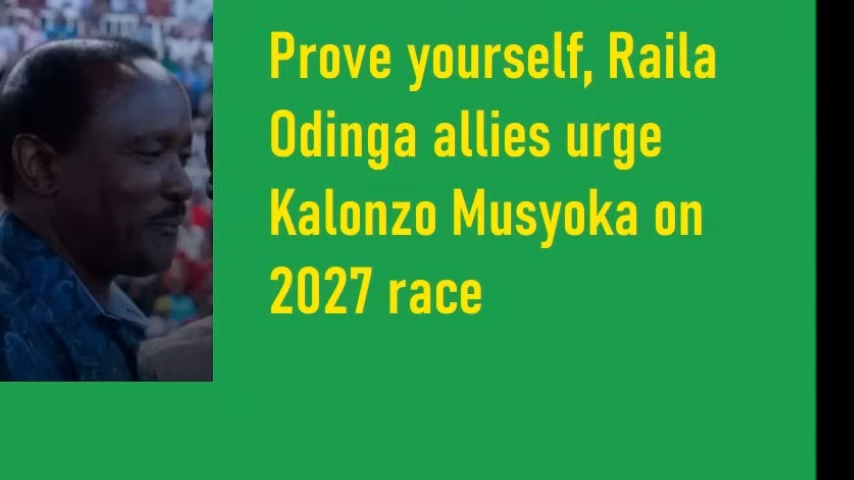 Prove yourself, Raila
Odinga allies urge
Kalonzo Musyoka on
2027 race